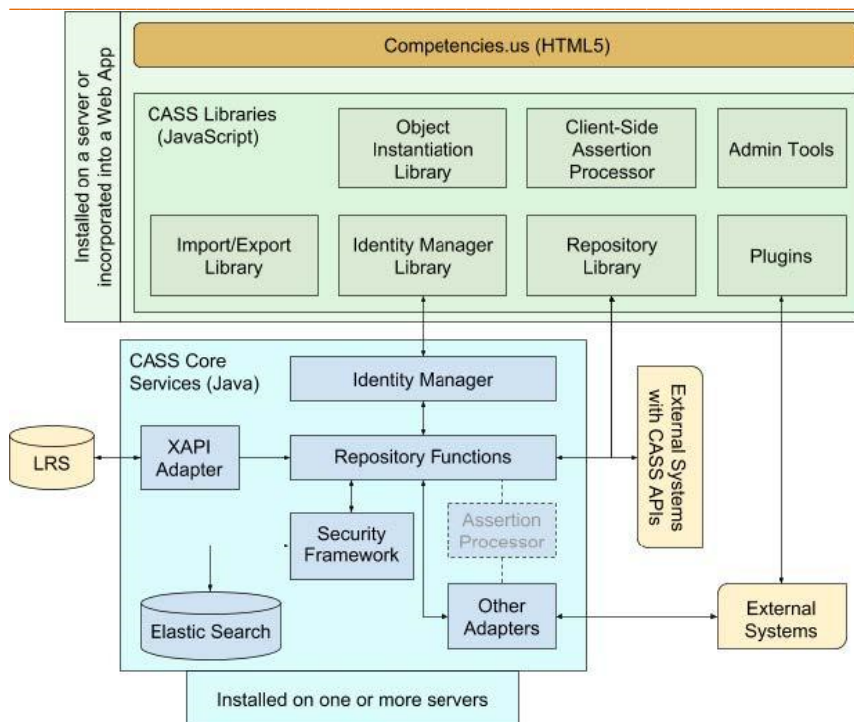 Competencies.us (HTML5)
Installed on a server or
incorporated into a Web App
CASS Libraries
(JavaScript)
Object
Instantiation
Library
Client-Side
Assertion
Processor
Admin Tools
Import/Export
Library
Identity Manager
Library
Repository
Library
Plugins
CASS Core
Services (Java)
Identity Manager
External Systems
with CASS APIs
LRS
XAPI
Adapter
Repository Functions
Assertion
Processor
Security
Framework
Elastic Search
Other
Adapters
External
Systems
Installed on one or more servers